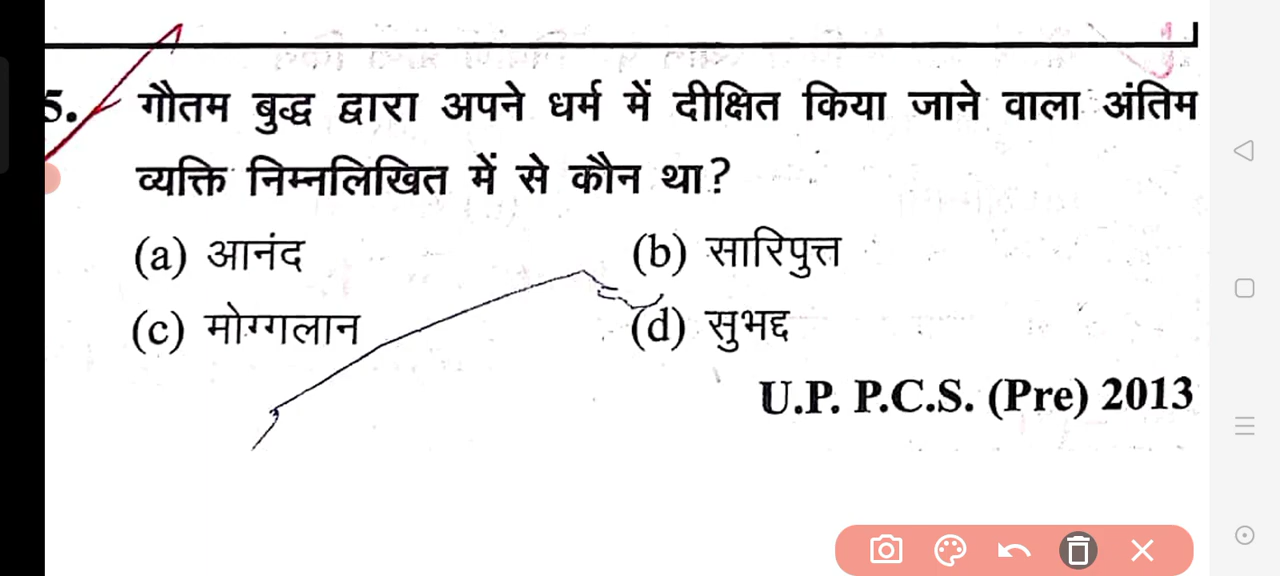 5. गौतम बुद्ध द्वारा अपने धर्म में दीक्षित किया जाने वाला अंतिम
व्यक्ति निम्नलिखित में से कौन था?
(a) आनंद (b) सारिपुत्त
(c) मोग्गलान (d) सुभद्द
U.P. P.C.S. (Pre) 2013